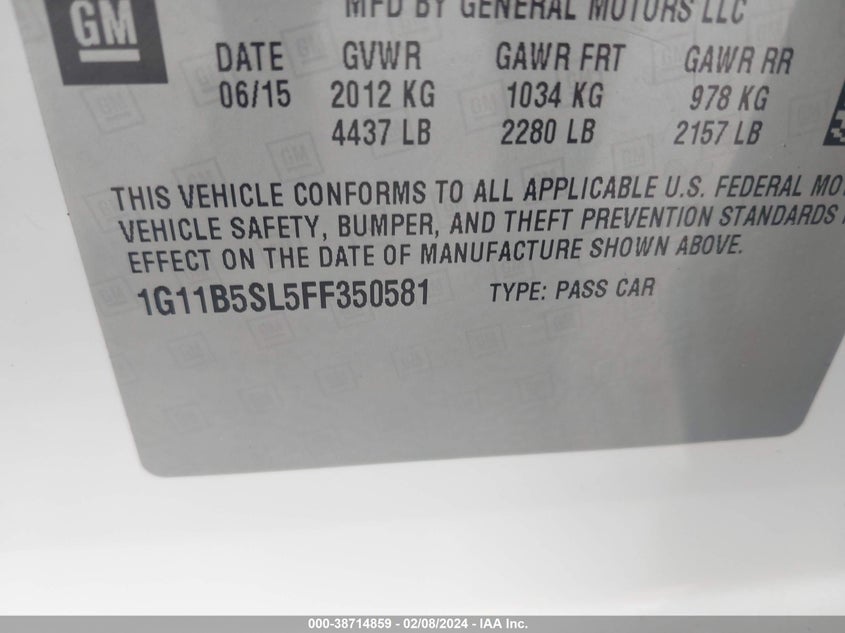 MFD BY GENERAL MOTORS LLC
GM
DATE GVWR GAWR FRT GAWR RR
06/15 2012 KG 1034 KG 978 KG
4437 LB 2280 LB 2157 LB
THIS VEHICLE CONFORMS TO ALL APPLICABLE U.S. FEDERAL
VEHICLE SAFETY, BUMPER, AND THEFT PREVENTION STANDARDS
EFFECT ON THE DATE OF MANUFACTURE SHOWN ABOVE.
1G11B5SL5FF350581 TYPE: PASS CAR
000-38714859 – 02/08/2024 – IAA Inc.